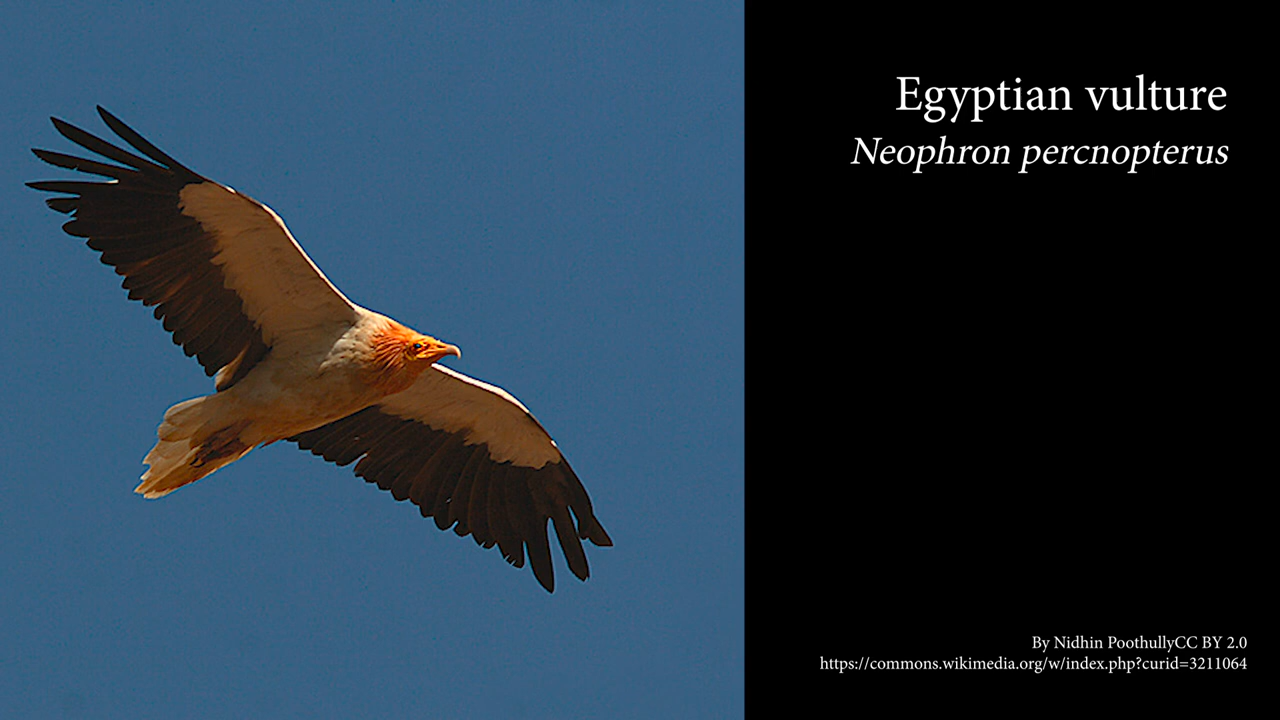 Egyptian vulture
Neophron percnopterus
By Nidhin PoothullyCC BY 2.0
https://commons.wikimedia.org/w/index.php?curid=3211064